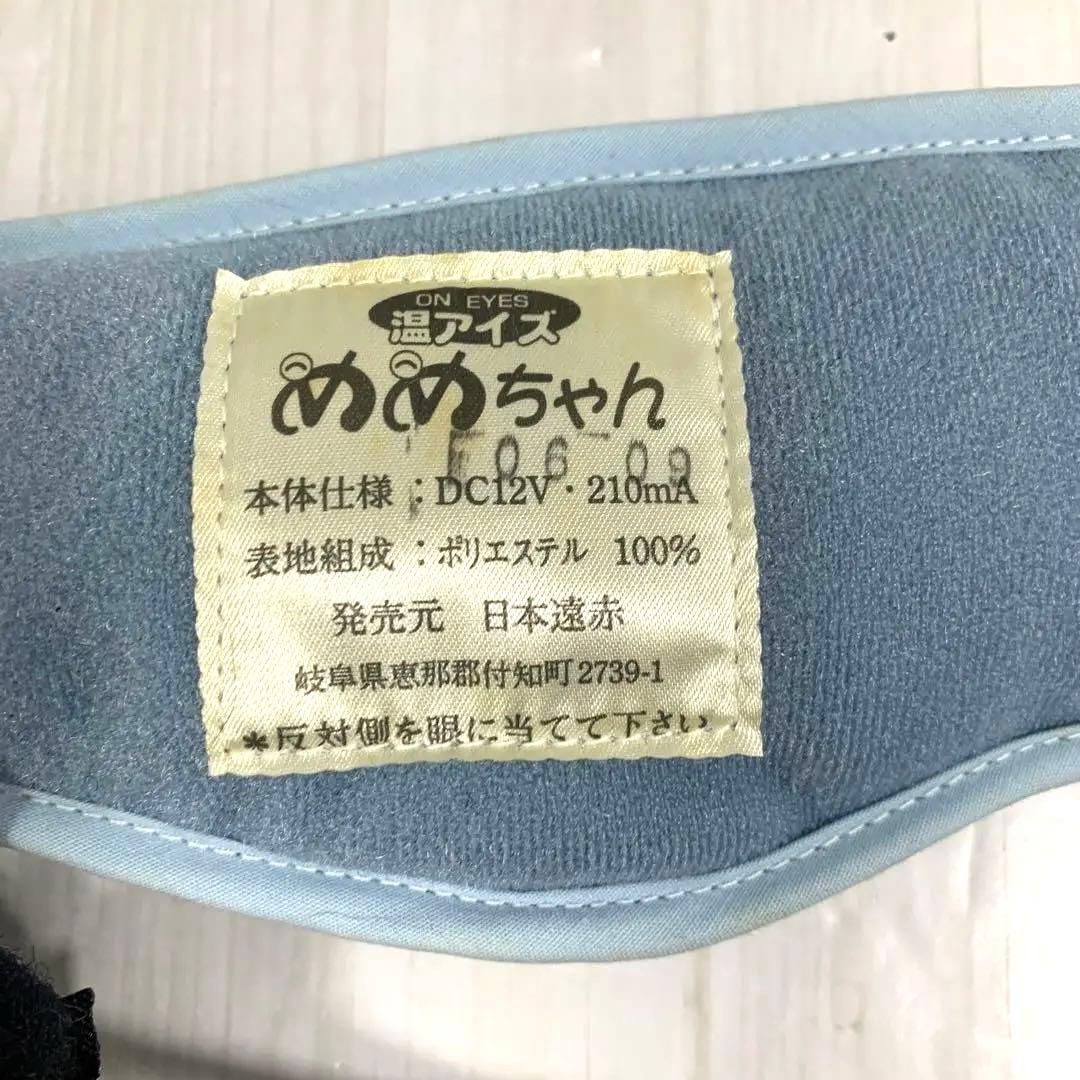 ON EYES
温アイズ
めめちゃん
06 09
本体仕様：DC12V・210mA
表地組成：ポリエステル 100%
発売元 日本遠赤
岐阜県恵那郡付知町2739-1
*反対側を眼に当てて下さい